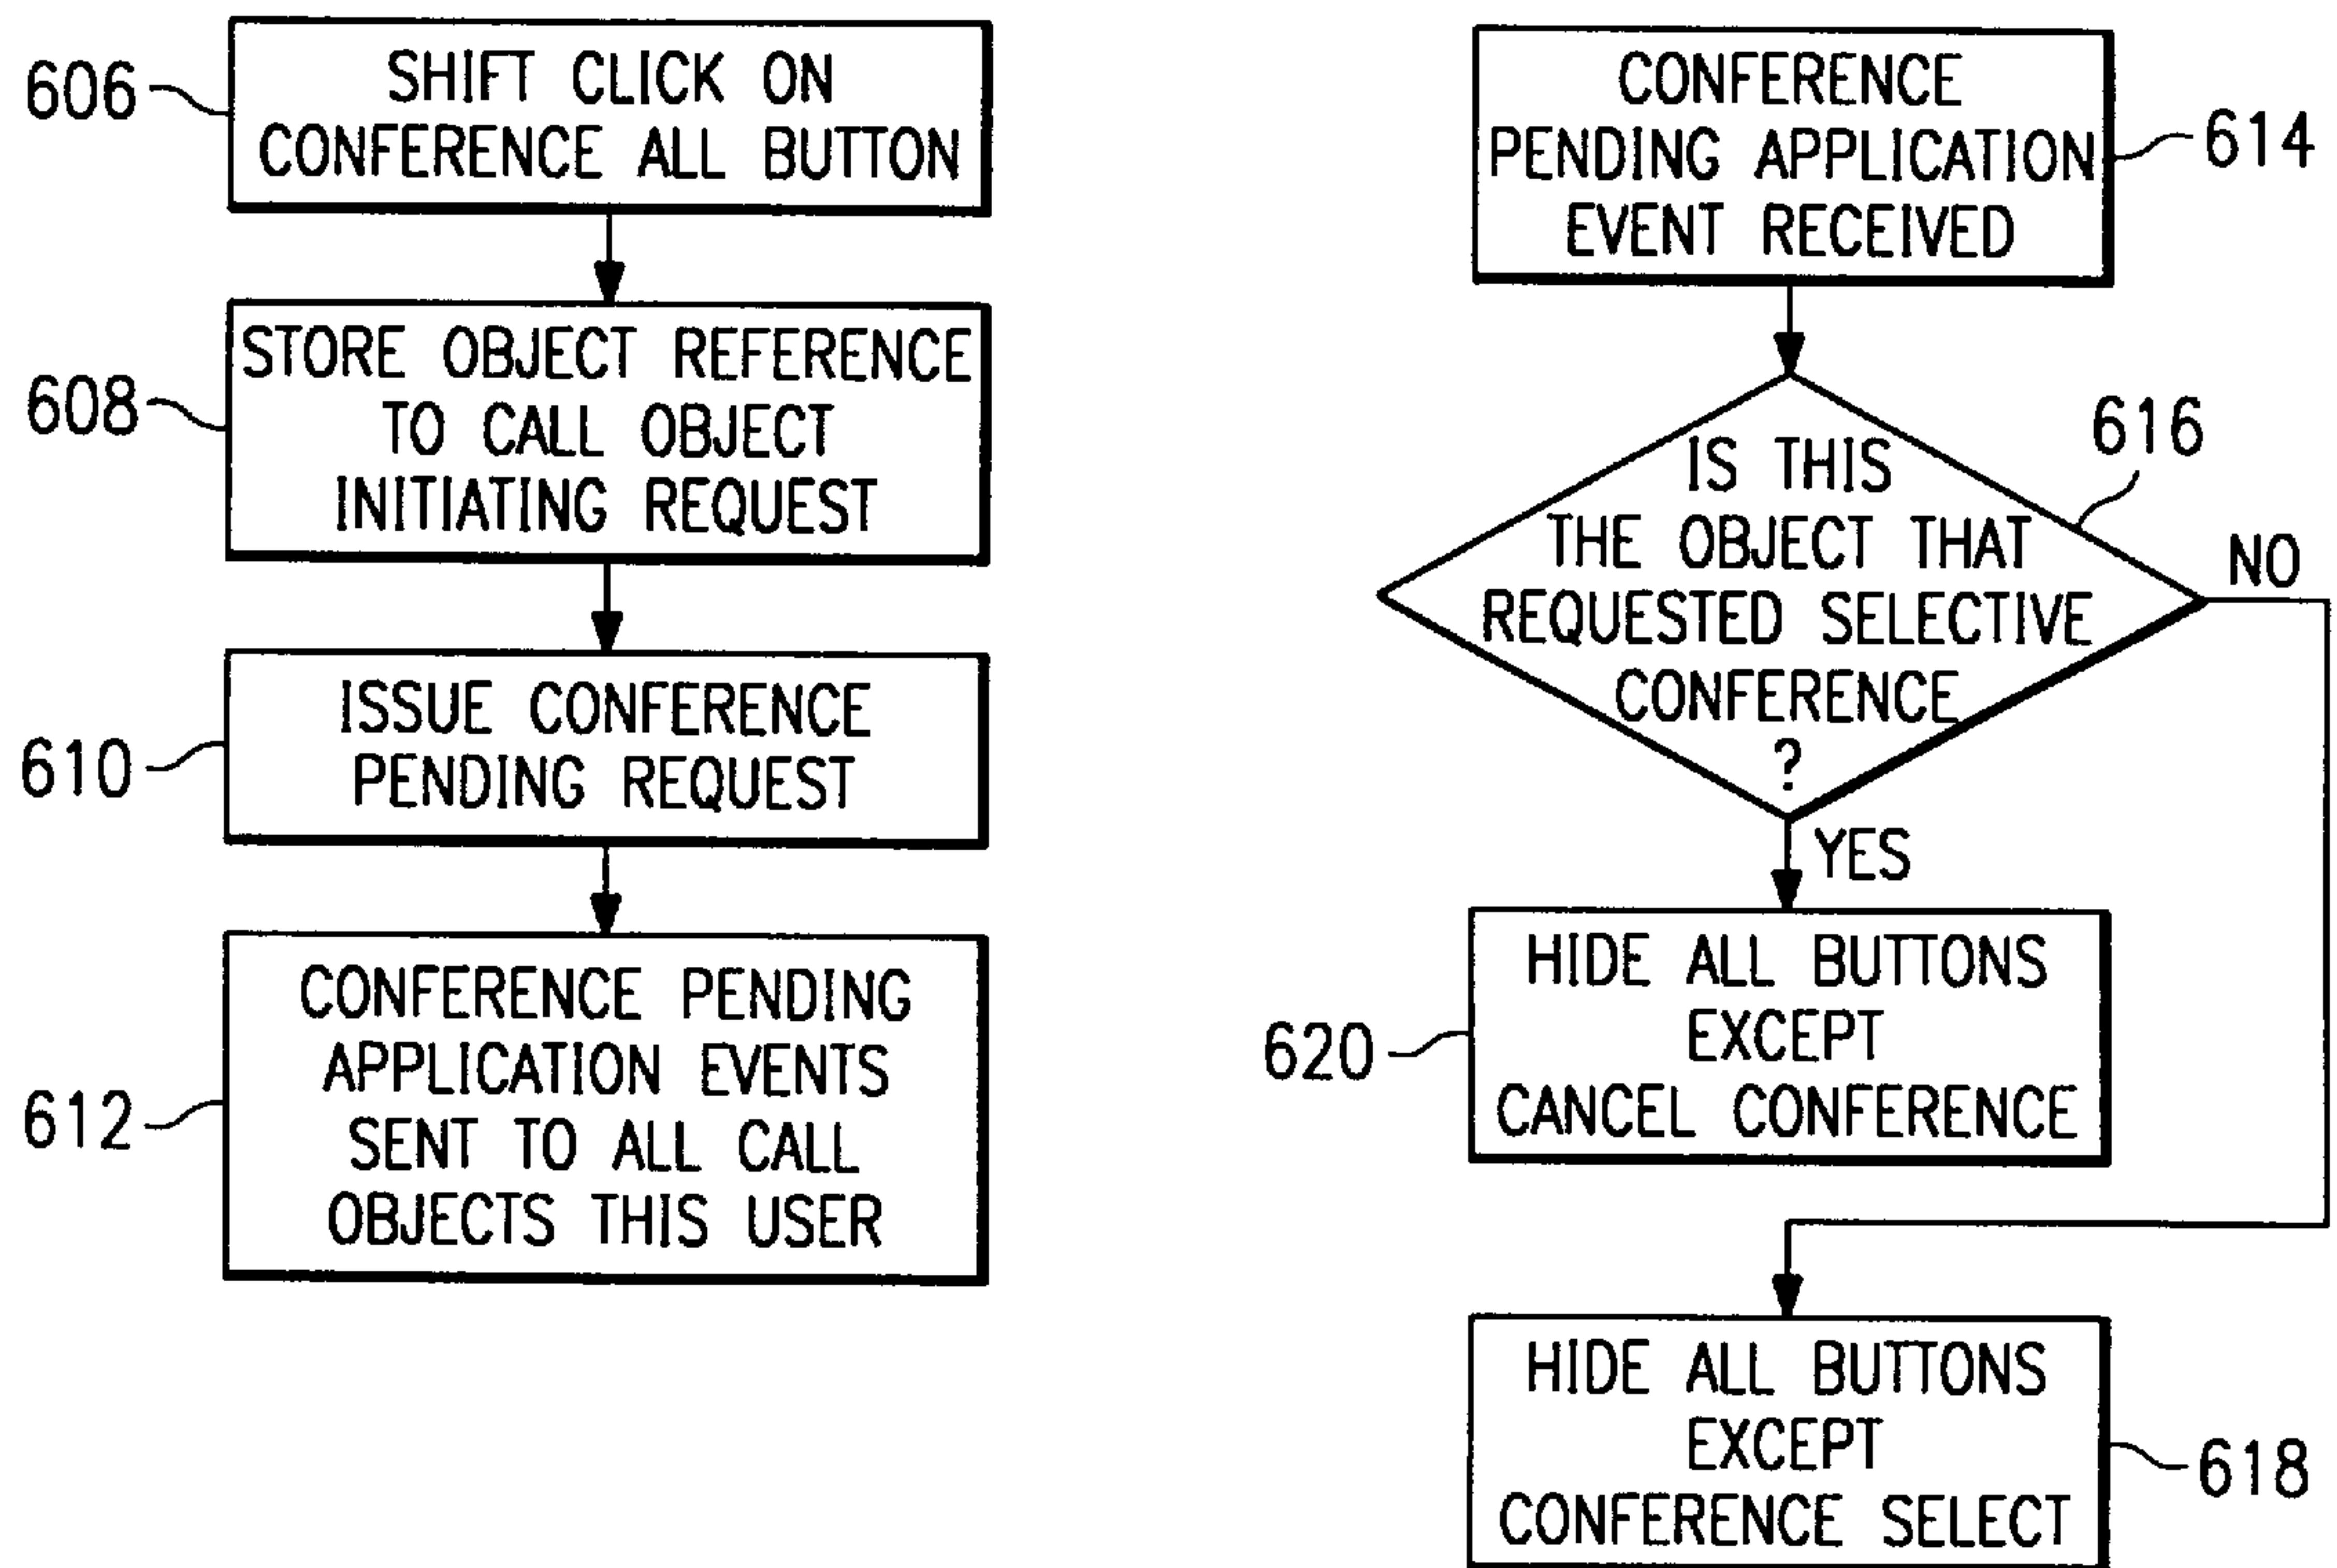 606
SHIFT CLICK ON
CONFERENCE ALL BUTTON
608
STORE OBJECT REFERENCE
TO CALL OBJECT
INITIATING REQUEST
610
ISSUE CONFERENCE
PENDING REQUEST
612
CONFERENCE PENDING
APPLICATION EVENTS
SENT TO ALL CALL
OBJECTS THIS USER
CONFERENCE
PENDING APPLICATION
EVENT RECEIVED
614
616
IS THIS
THE OBJECT THAT
REQUESTED SELECTIVE
CONFERENCE
?
NO
YES
620
HIDE ALL BUTTONS
EXCEPT
CANCEL CONFERENCE
HIDE ALL BUTTONS
EXCEPT
CONFERENCE SELECT
618